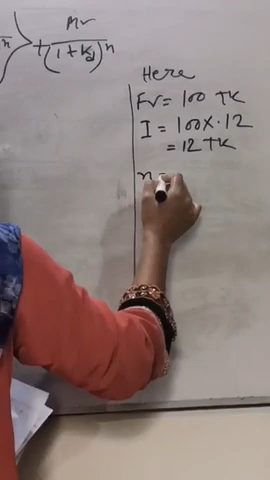 MV
+ (1+Kd)^n
Here
FV = 100 TK
I = 100 X .12
= 12 TK
n =